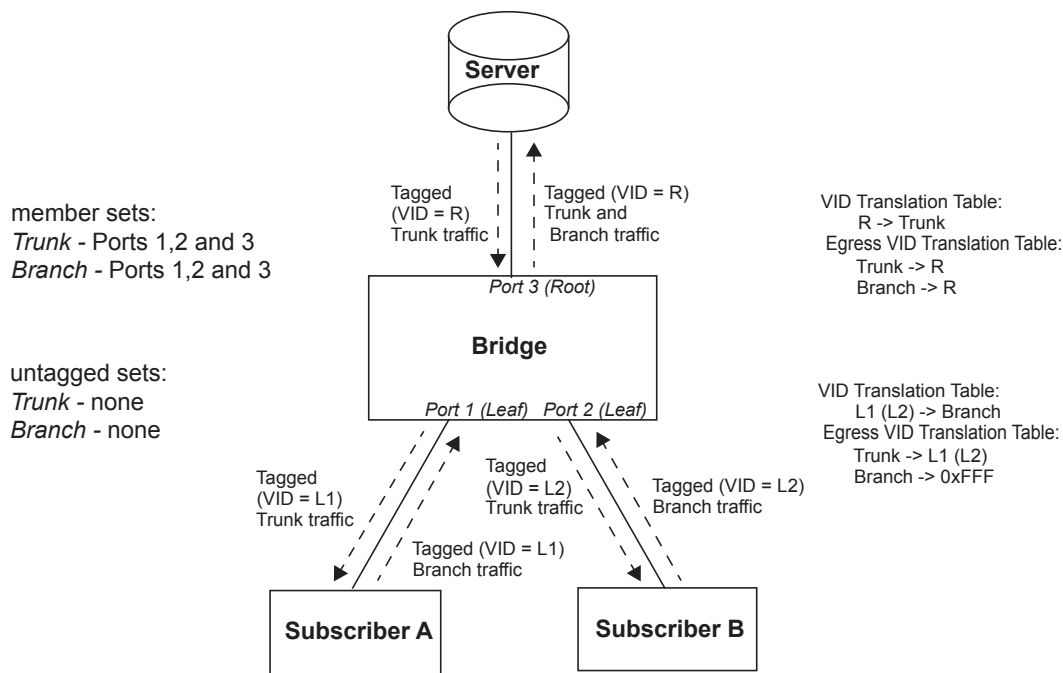 Server
Tagged
(VID = R)
Trunk traffic
Tagged (VID = R)
Trunk and
Branch traffic
member sets:
Trunk - Ports 1,2 and 3
Branch - Ports 1,2 and 3
VID Translation Table:
R -> Trunk
Egress VID Translation Table:
Trunk -> R
Branch -> R
Port 3 (Root)
Bridge
Port 1 (Leaf)
Port 2 (Leaf)
untagged sets:
Trunk - none
Branch - none
VID Translation Table:
L1 (L2) -> Branch
Egress VID Translation Table:
Trunk -> L1 (L2)
Branch -> 0xFFF
Tagged
(VID = L1)
Trunk traffic
Tagged (VID = L1)
Branch traffic
Tagged
(VID = L2)
Trunk traffic
Tagged (VID = L2)
Branch traffic
Subscriber A
Subscriber B